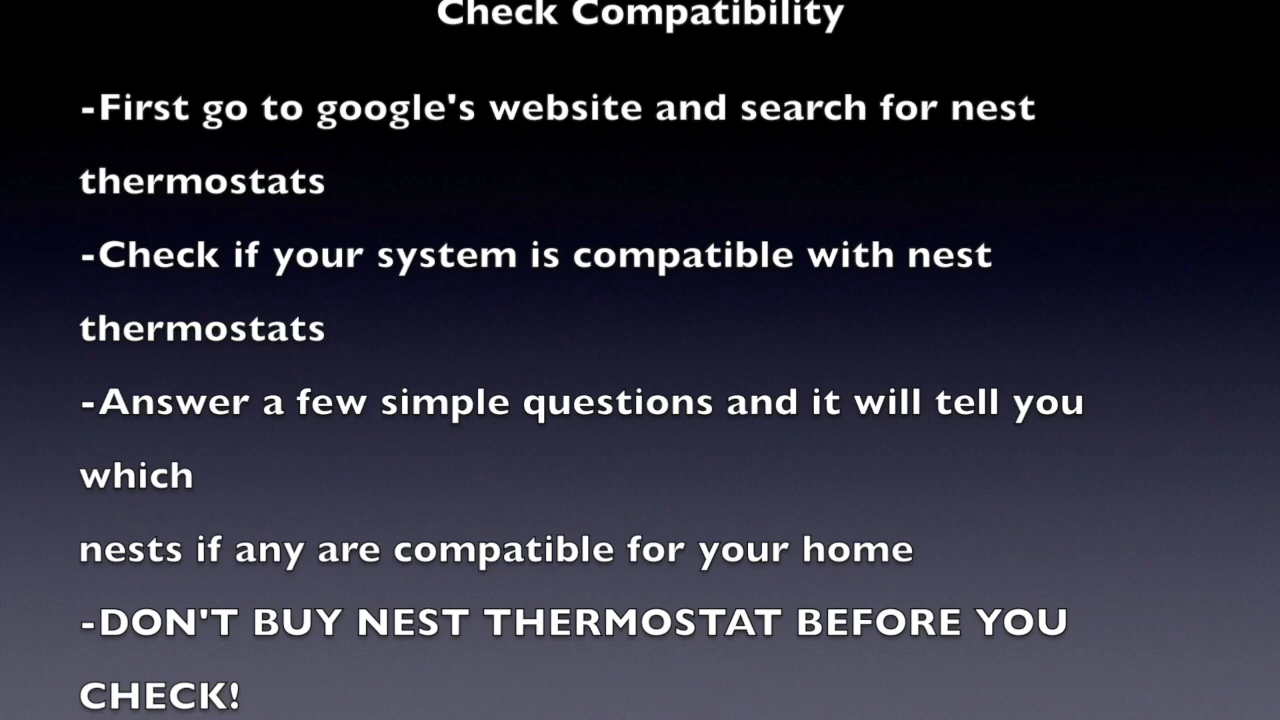 Check Compatibility
-First go to google's website and search for nest
thermostats
-Check if your system is compatible with nest
thermostats
-Answer a few simple questions and it will tell you
which
nests if any are compatible for your home
-DON'T BUY NEST THERMOSTAT BEFORE YOU
CHECK!